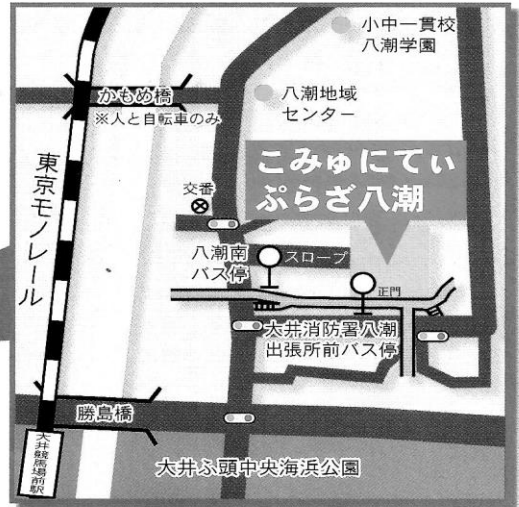 小中一貫校
八潮学園
かもめ橋
※人と自転車のみ
八潮地域
センター
こみゅにてぃ
ぷらざ八潮
東京モノレール
交番
八潮南
バス停
スロープ
正門
大井消防署八潮
出張所前バス停
勝島橋
大井競馬場前駅
大井ふ頭中央海浜公園